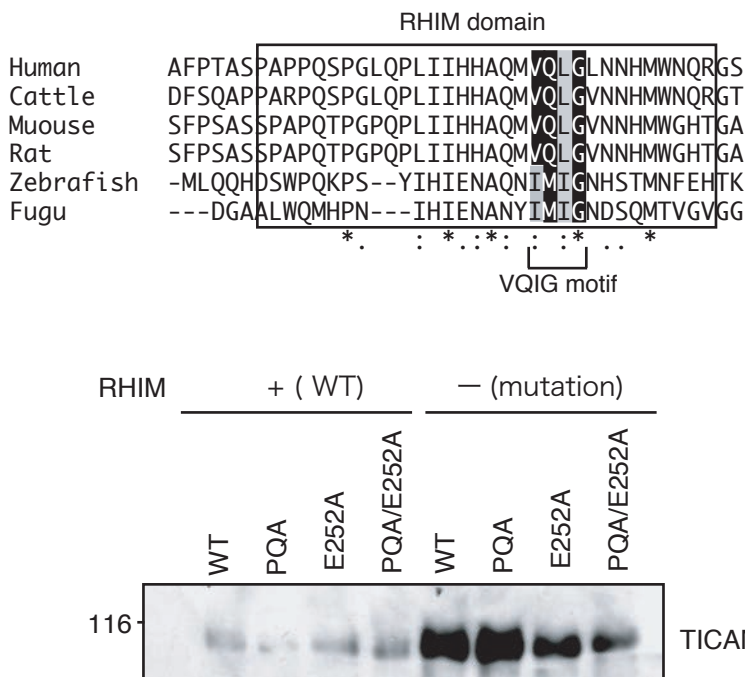 RHIM domain
Human AFPTASPAPPQSPGLQPLIIHHAQMVQLGLNNHMWNQRGS
Cattle DFSQAPPARPQSPGLQPLIIHHAQMVQLGVNNHMWNQRGT
Muouse SFPSASSPAPQTPGPQPLIIHHAQMVQLGVNNHMWGHTGA
Rat SFPSASSPAPQTPGPQPLIIHHAQMVQLGVNNHMWGHTGA
Zebrafish -MLQQHDSWPQKPS--YIHIENAQNIMIGNHSTMNFEHTK
Fugu ---DGAALWQMHPN---IHIENANYIMIGNDSQMTVGVGG
*. : *: *: : :* .. *
VQIG motif
RHIM + ( WT) — (mutation)
WT PQA E252A PQA/E252A WT PQA E252A PQA/E252A
116 TICA